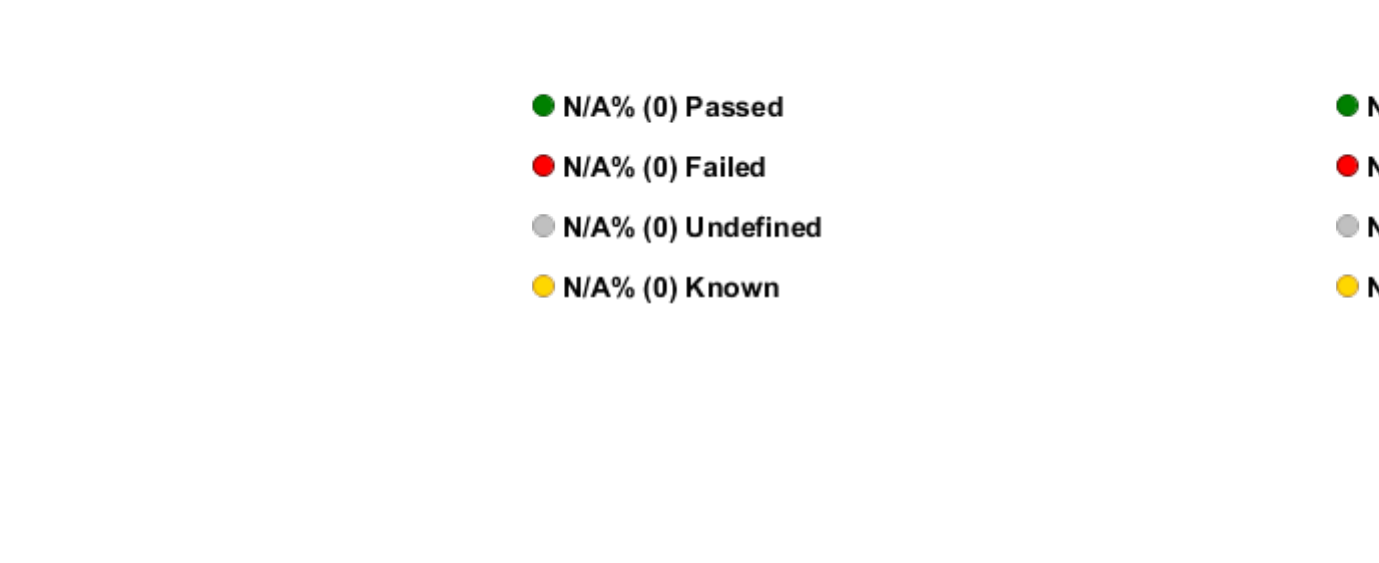 N/A% (0) Passed
N/A% (0) Failed
N/A% (0) Undefined
N/A% (0) Known